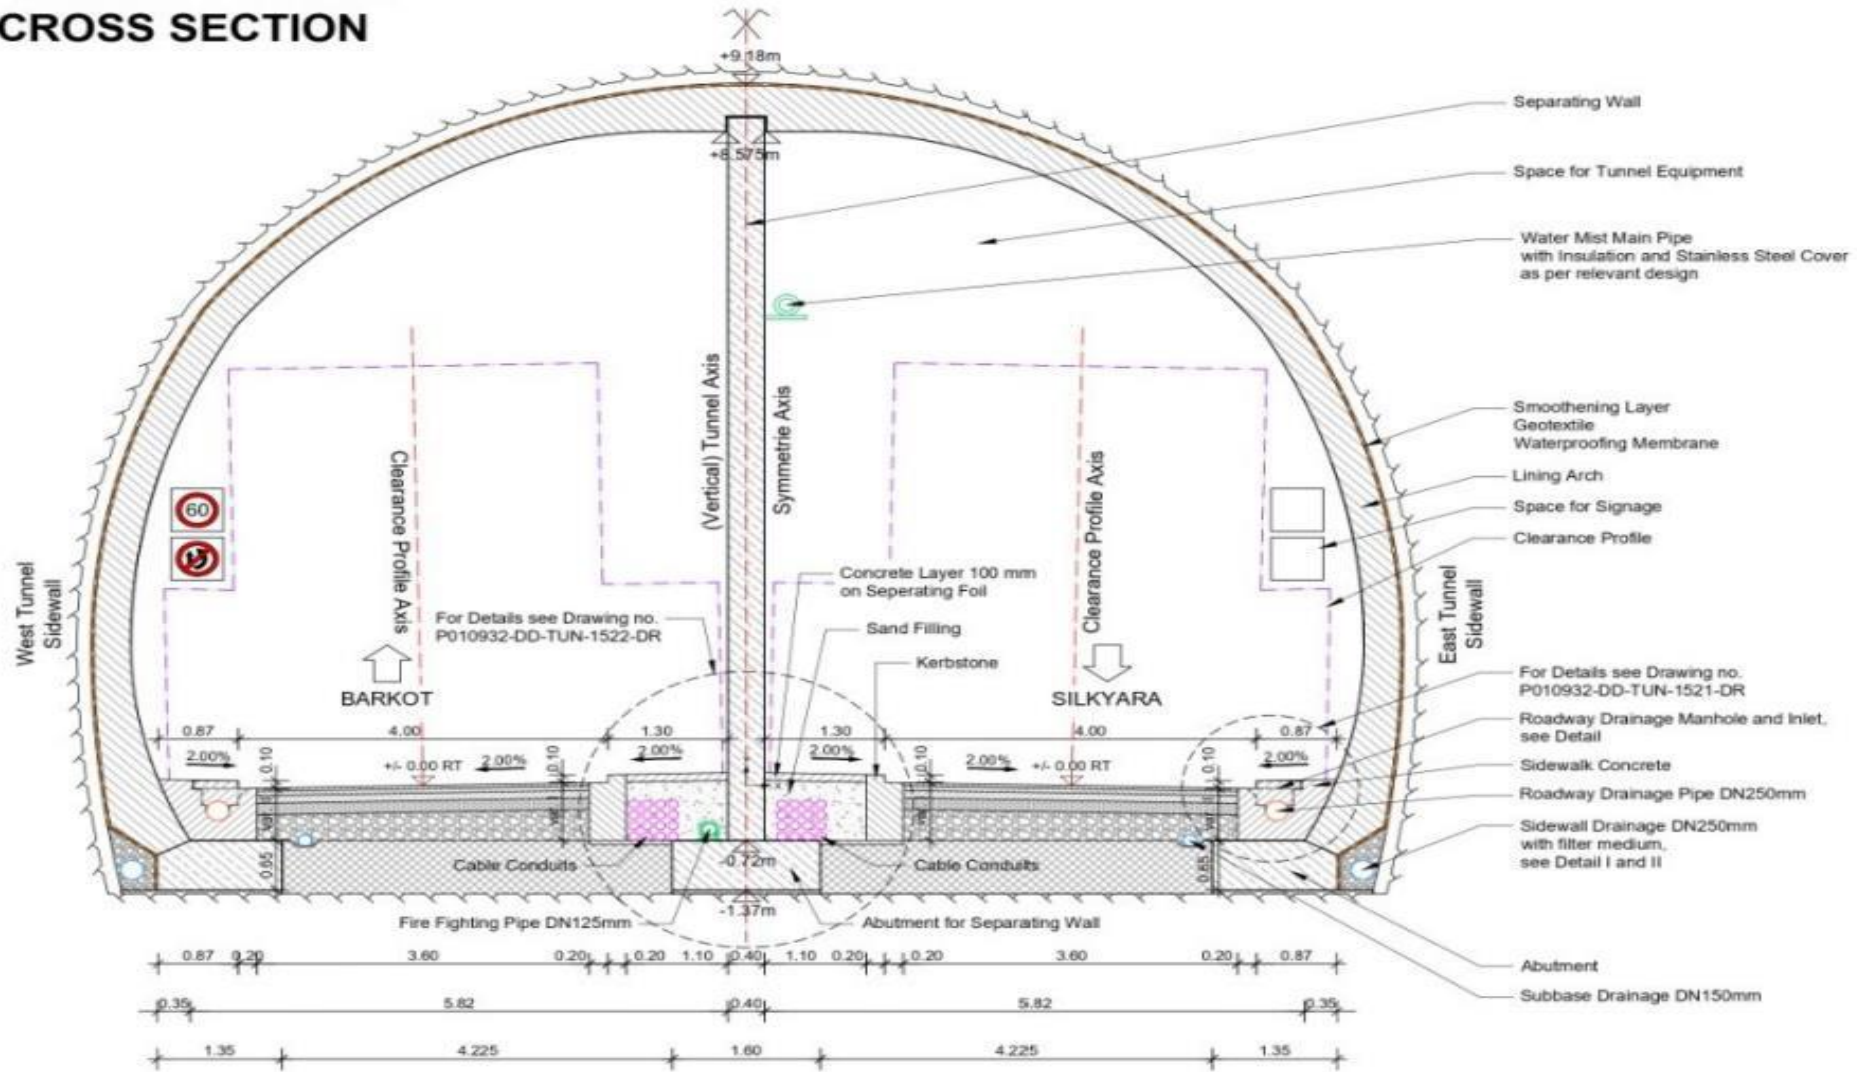 CROSS SECTION
+9.18m
Separating Wall
+8.575m
Space for Tunnel Equipment
Water Mist Main Pipe
with Insulation and Stainless Steel Cover
as per relevant design
(Vertical) Tunnel Axis
Symmetrie Axis
Clearance Profile Axis
Clearance Profile Axis
Smoothening Layer
Geotextile
Waterproofing Membrane
Lining Arch
Space for Signage
Clearance Profile
60
West Tunnel
Sidewall
East Tunnel
Sidewall
Concrete Layer 100 mm
on Seperating Foil
For Details see Drawing no.
P010932-DD-TUN-1522-DR
Sand Filling
Kerbstone
BARKOT
SILKYARA
For Details see Drawing no.
P010932-DD-TUN-1521-DR
Roadway Drainage Manhole and Inlet,
see Detail
Sidewalk Concrete
Roadway Drainage Pipe DN250mm
Sidewall Drainage DN250mm
with filter medium,
see Detail I and II
0.87 4.00 1.30 1.30 4.00 0.87
2.00% 0.10 +/- 0.00 RT 2.00% 0.10 2.00% 2.00% 0.10 2.00% +/- 0.00 RT 0.10 2.00%
var. var. var. var.
0.65 Cable Conduits -0.72m Cable Conduits 0.65
-1.37m
Fire Fighting Pipe DN125mm
Abutment for Separating Wall
Abutment
Subbase Drainage DN150mm
0.87 0.20 3.60 0.20 0.20 1.10 0.40 1.10 0.20 0.20 3.60 0.20 0.87
0.35 5.82 0.40 5.82 0.35
1.35 4.225 1.60 4.225 1.35